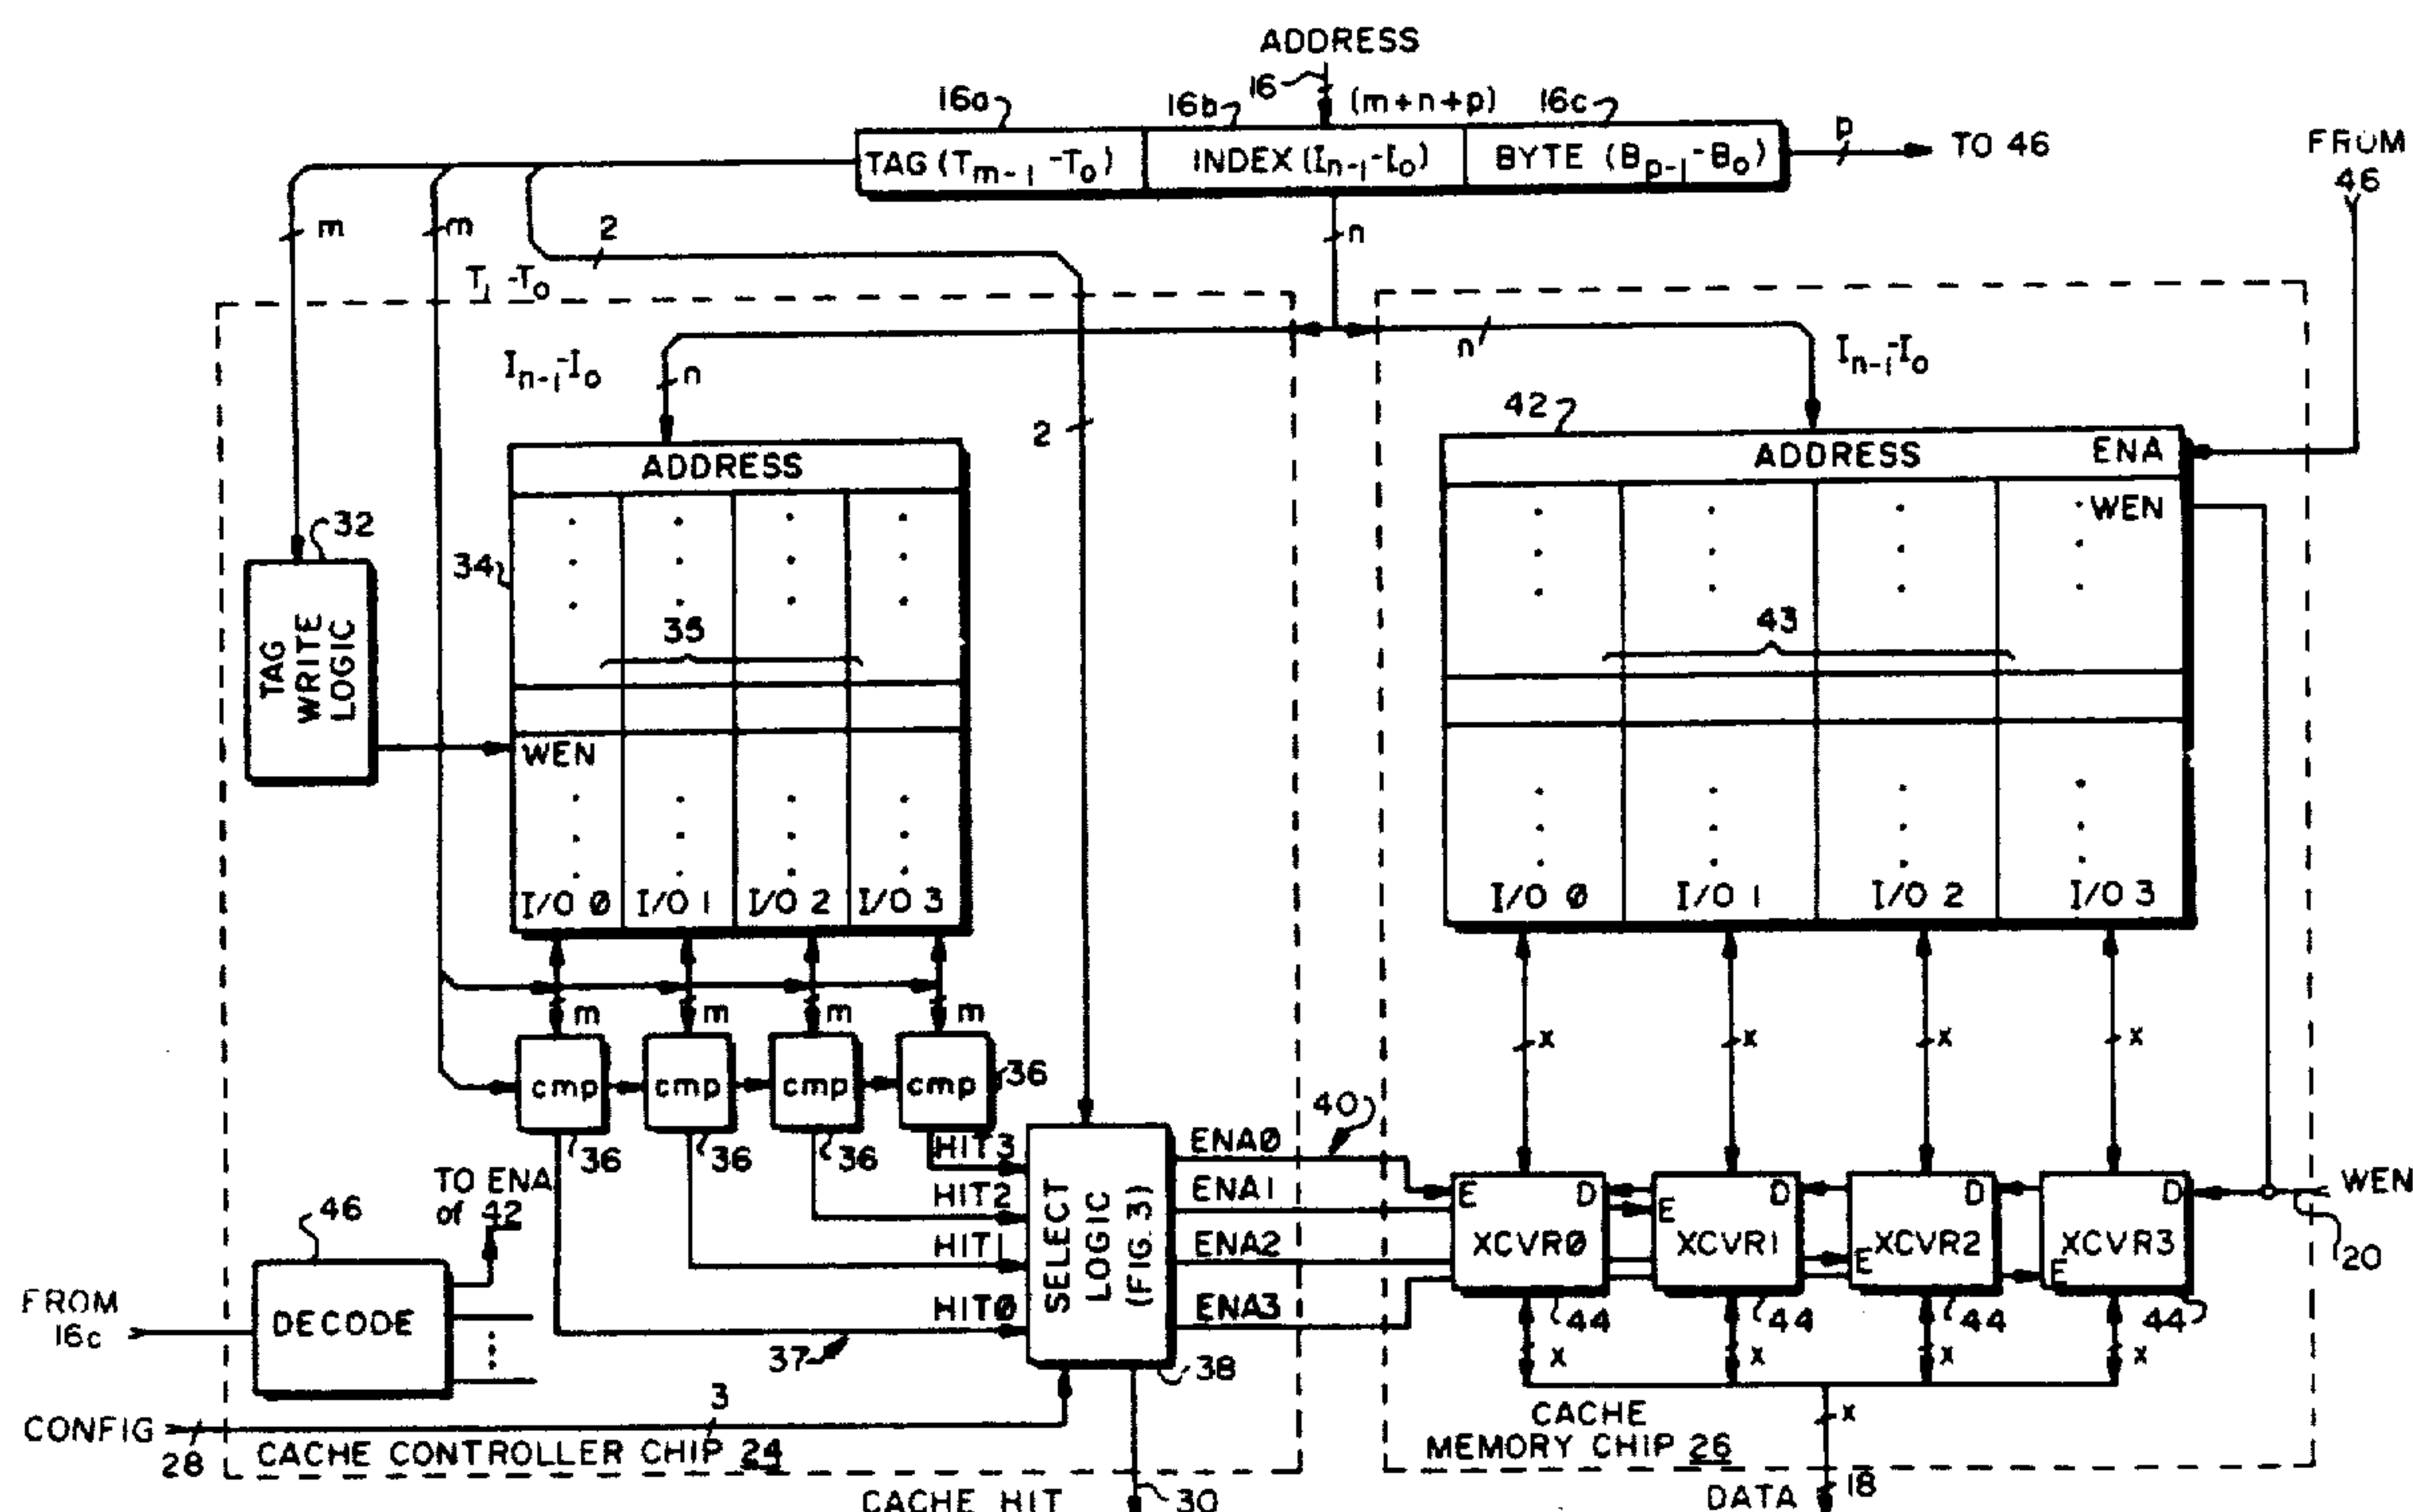 ADDRESS
16
(m+n+p)
16a
16b
16c
TAG (Tm-1-T0)
INDEX (In-1-I0)
BYTE (Bp-1-B0)
p
TO 46
FROM
46
m
m
2
n
T1-T0
In-1-I0
n
n
In-1-I0
2
42
ADDRESS
ADDRESS
ENA
WEN
32
34
TAG
WRITE
LOGIC
35
43
WEN
I/O 0
I/O 1
I/O 2
I/O 3
I/O 0
I/O 1
I/O 2
I/O 3
m
m
m
m
x
x
x
x
cmp
cmp
cmp
cmp
36
36
36
36
40
HIT3
HIT2
HIT1
HIT0
SELECT
LOGIC
(FIG. 3)
ENA0
ENA1
ENA2
ENA3
E
D
XCVR0
E
D
XCVR1
E
D
XCVR2
E
D
XCVR3
WEN
20
TO ENA
of 42
46
FROM
16c
DECODE
37
38
44
44
44
44
x
x
x
x
CONFIG
28
3
CACHE CONTROLLER CHIP 24
CACHE
MEMORY CHIP 26
x
CACHE HIT
30
DATA
18